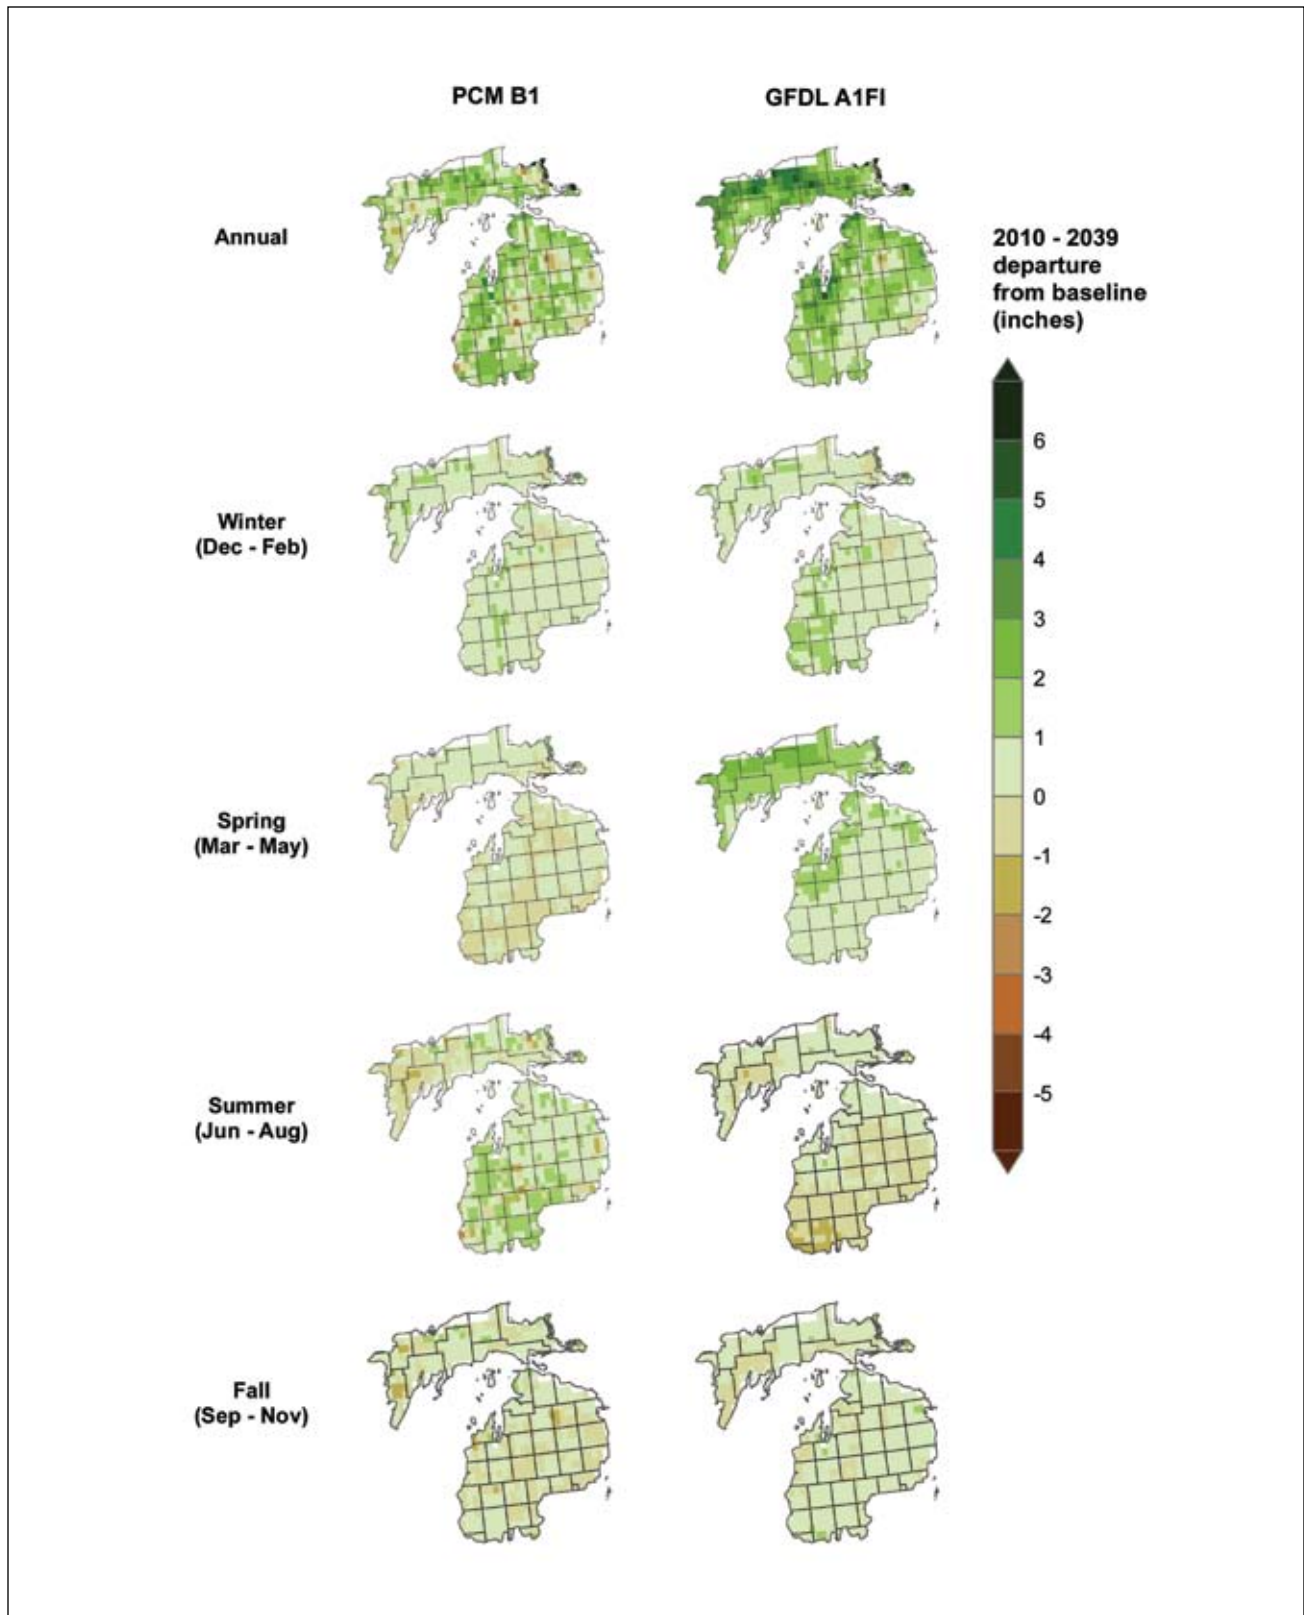 PCM B1
GFDL A1FI
Annual
2010 - 2039
departure
from baseline
(inches)
6
5
4
3
2
1
0
-1
-2
-3
-4
-5
Winter
(Dec - Feb)
Spring
(Mar - May)
Summer
(Jun - Aug)
Fall
(Sep - Nov)